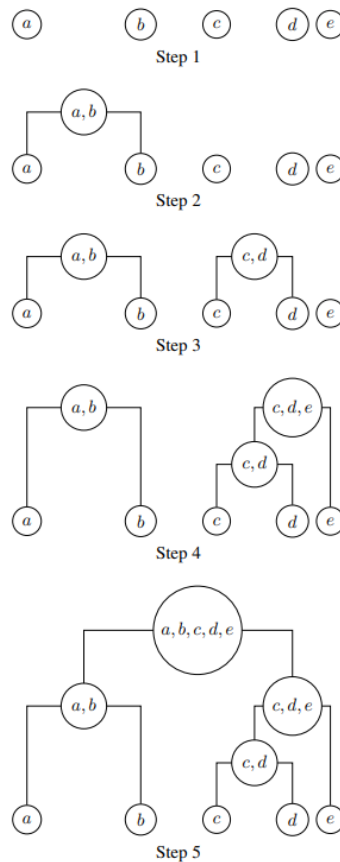 a b c d e
Step 1
a, b
a b c d e
Step 2
a, b c, d
a b c d e
Step 3
a, b c, d, e
c, d
a b c d e
Step 4
a, b, c, d, e
a, b c, d, e
c, d
a b c d e
Step 5